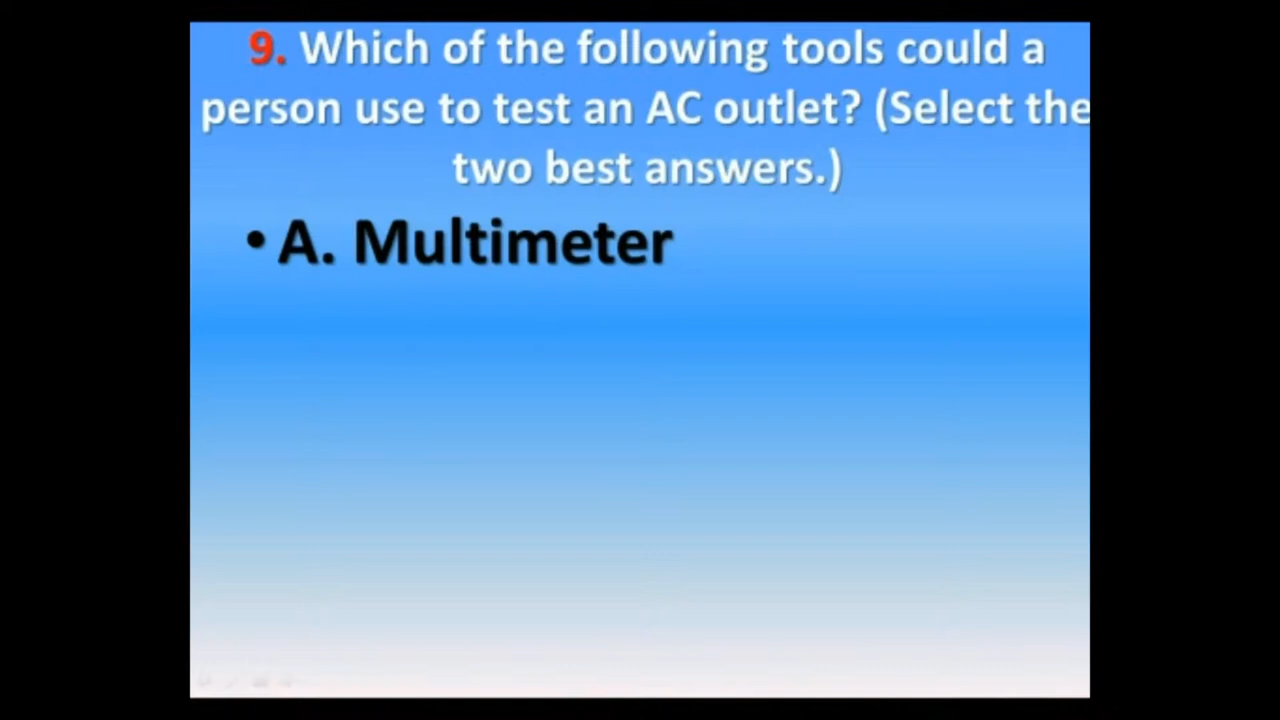 9. Which of the following tools could a
person use to test an AC outlet? (Select the
two best answers.)
• A. Multimeter